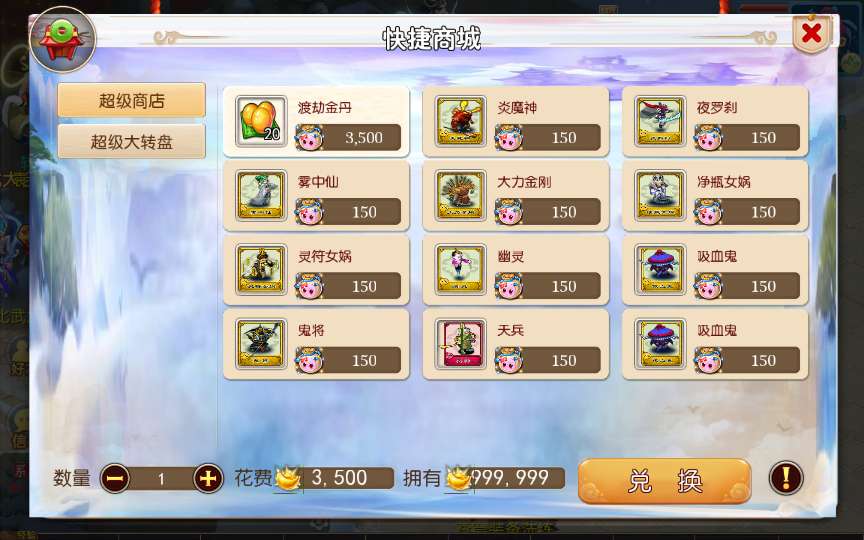 快捷商城
超级商店
超级大转盘
渡劫金丹
20
3,500
炎魔神
150
夜罗刹
150
雾中仙
150
大力金刚
150
净瓶女娲
150
灵符女娲
150
幽灵
150
吸血鬼
150
鬼将
150
天兵
150
吸血鬼
150
数量 1 花费 3,500 拥有 999,999 兑 换